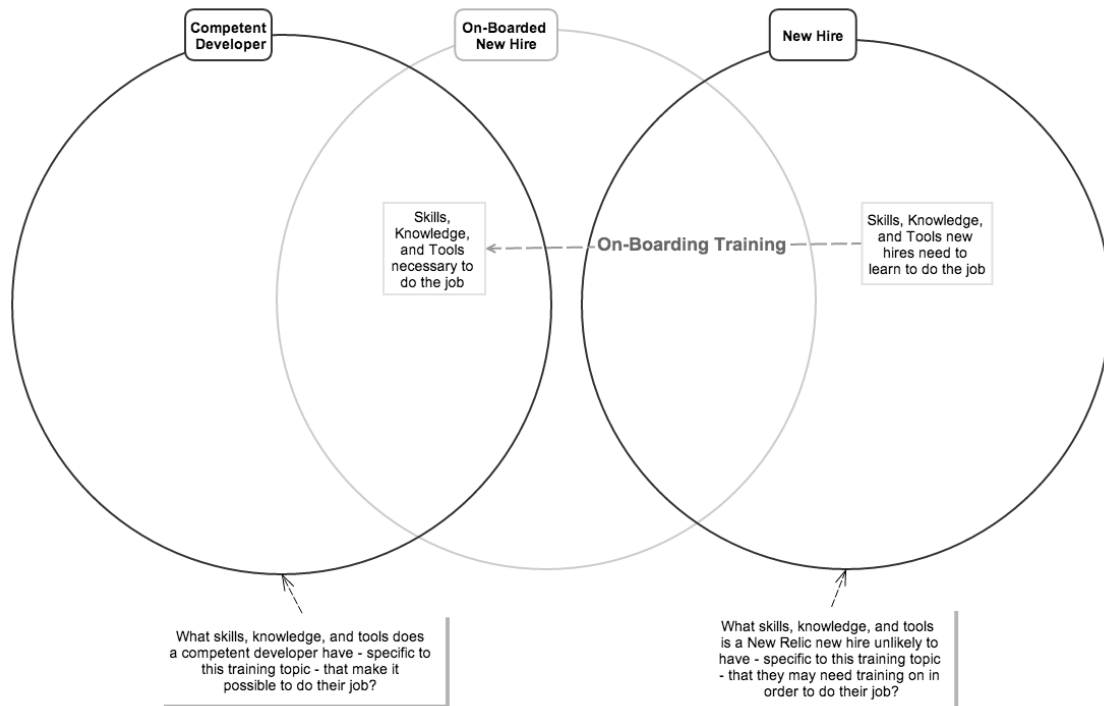 Competent
Developer
On-Boarded
New Hire
New Hire
Skills,
Knowledge,
and Tools
necessary to
do the job
On-Boarding Training
Skills, Knowledge,
and Tools new
hires need to
learn to do the job
What skills, knowledge, and tools does
a competent developer have - specific to
this training topic - that make it
possible to do their job?
What skills, knowledge, and tools
is a New Relic new hire unlikely to
have - specific to this training topic
- that they may need training on in
order to do their job?